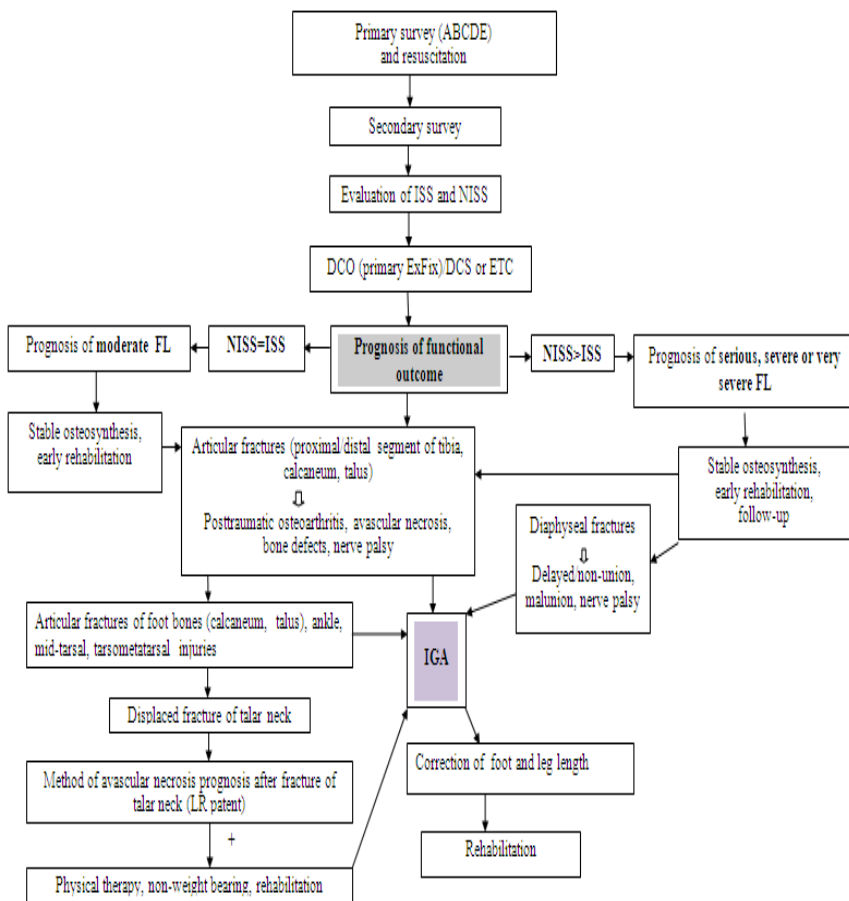 Primary survey (ABCDE)
and resuscitation
Secondary survey
Evaluation of ISS and NISS
DCO (primary ExFix)/DCS or ETC
Prognosis of moderate FL
NISS=ISS
Prognosis of functional
outcome
NISS>ISS
Prognosis of serious, severe or very
severe FL
Stable osteosynthesis,
early rehabilitation
Articular fractures (proximal/distal segment of tibia,
calcaneum, talus)
Posttraumatic osteoarthritis, avascular necrosis,
bone defects, nerve palsy
Stable osteosynthesis,
early rehabilitation,
follow-up
Diaphyseal fractures
Delayed/non-union,
malunion, nerve palsy
Articular fractures of foot bones (calcaneum, talus), ankle,
mid-tarsal, tarsometatarsal injuries
IGA
Displaced fracture of talar neck
Method of avascular necrosis prognosis after fracture of
talar neck (LR patent)
+
Physical therapy, non-weight bearing, rehabilitation
Correction of foot and leg length
Rehabilitation